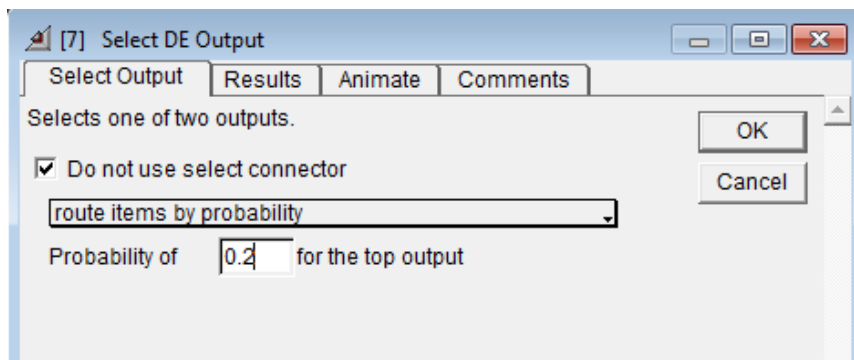 [7] Select DE Output
Select Output Results Animate Comments
Selects one of two outputs.
OK
Do not use select connector
Cancel
route items by probability
Probability of 0.2 for the top output